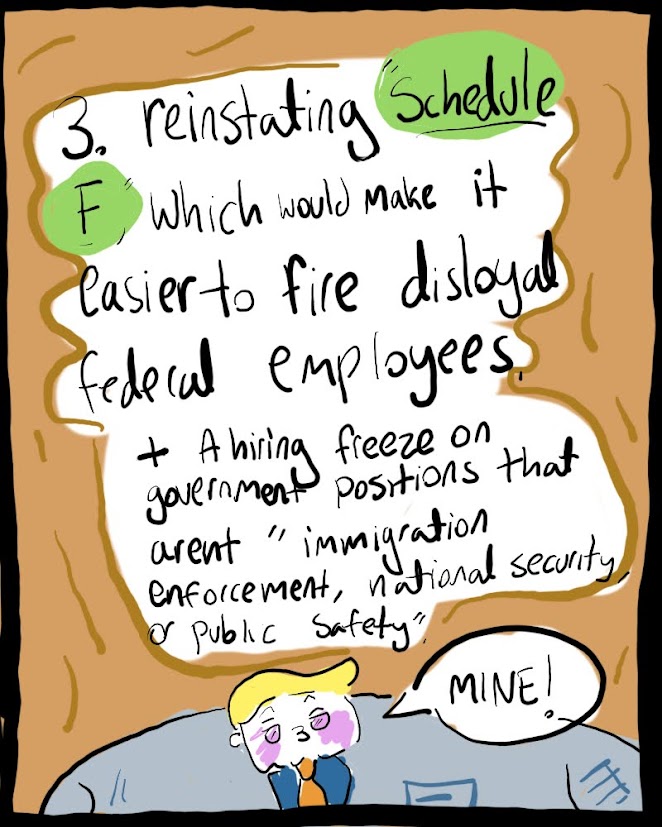 3. reinstating "Schedule
F" which would make it
easier to fire disloyal
federal employees.
+ A hiring freeze on
government positions that
arent "immigration
enforcement, national security
or public safety"
MINE!